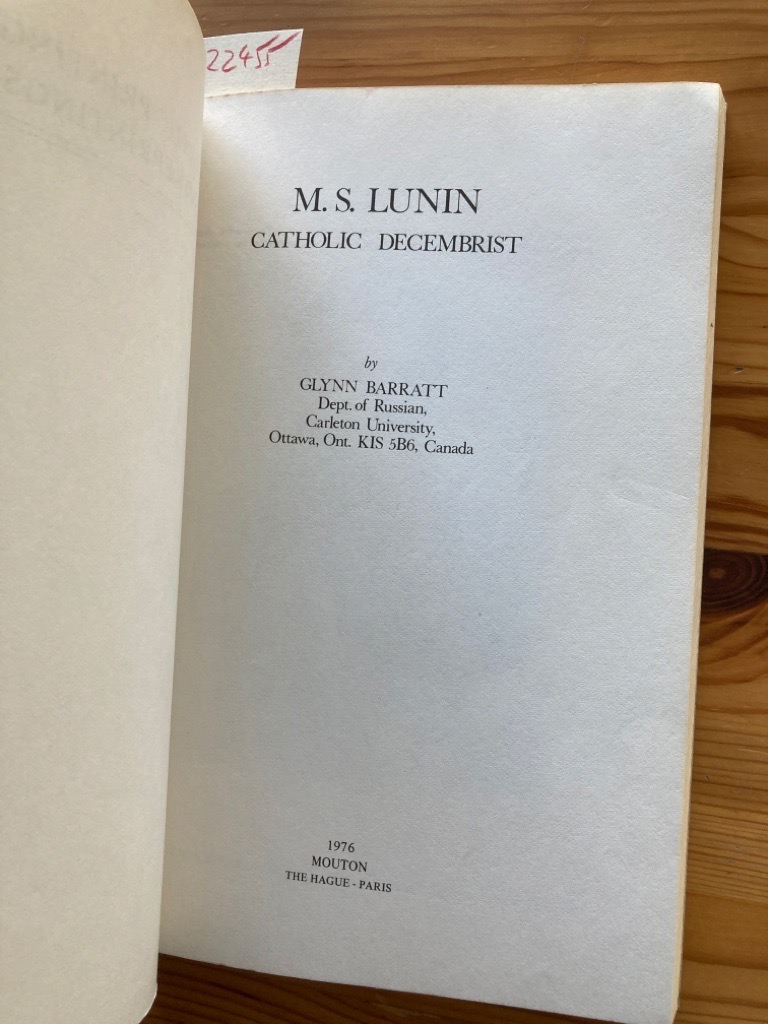 22455
M. S. LUNIN
CATHOLIC DECEMBRIST
by
GLYNN BARRATT
Dept. of Russian,
Carleton University,
Ottawa, Ont. KIS 5B6, Canada
1976
MOUTON
THE HAGUE - PARIS